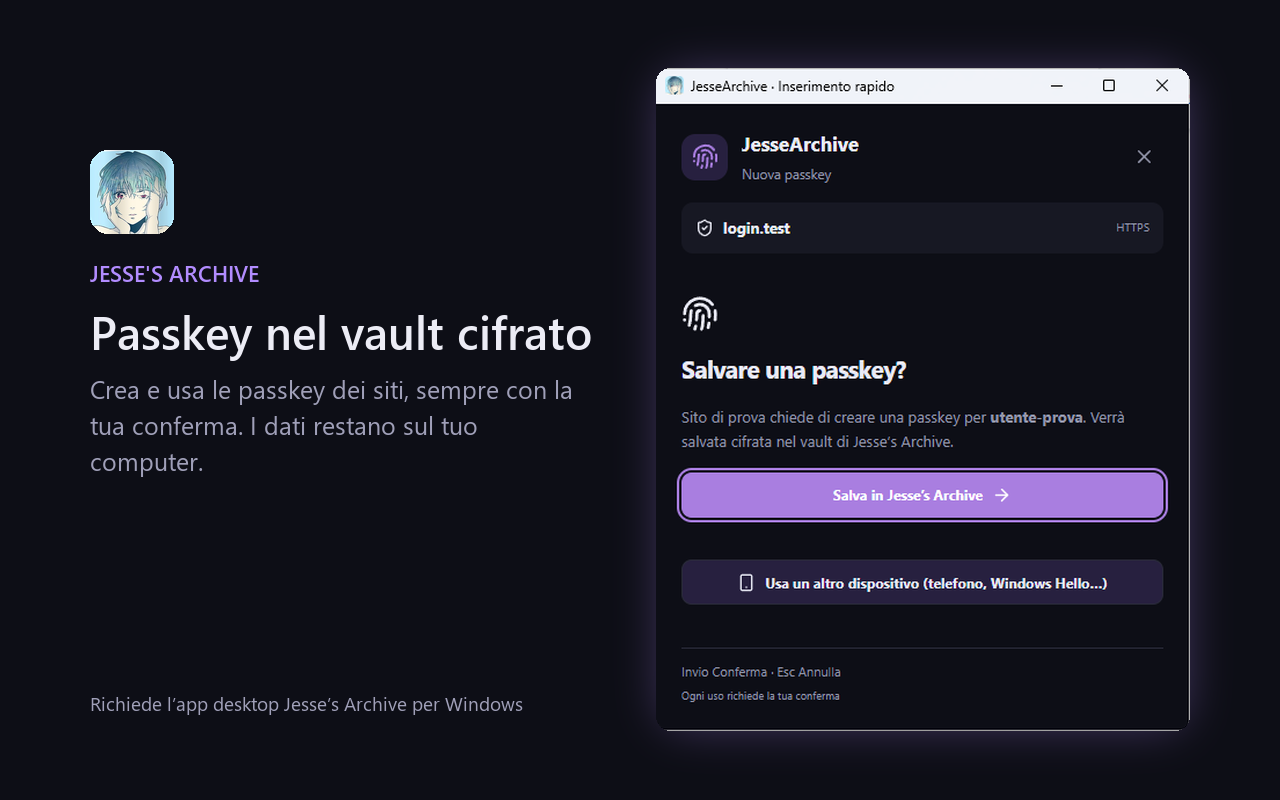 JESSE'S ARCHIVE
Passkey nel vault cifrato
Crea e usa le passkey dei siti, sempre con la
tua conferma. I dati restano sul tuo
computer.
Richiede l’app desktop Jesse’s Archive per Windows
JesseArchive · Inserimento rapido
JesseArchive
Nuova passkey
login.test
HTTPS
Salvare una passkey?
Sito di prova chiede di creare una passkey per utente-prova. Verrà
salvata cifrata nel vault di Jesse’s Archive.
Salva in Jesse’s Archive
Usa un altro dispositivo (telefono, Windows Hello…)
Invio Conferma · Esc Annulla
Ogni uso richiede la tua conferma